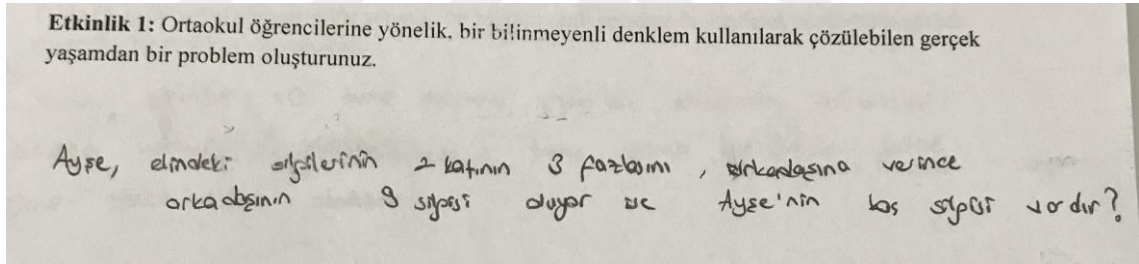 Etkinlik 1: Ortaokul öğrencilerine yönelik, bir bilinmeyenli denklem kullanılarak çözülebilen gerçek
yaşamdan bir problem oluşturunuz.
Ayşe, elindeki silgilerinin 2 katının 3 fazlasını, arkadaşına verince
arkadaşının 9 silgisi oluyor ise Ayşe'nin kaç silgisi vardır?